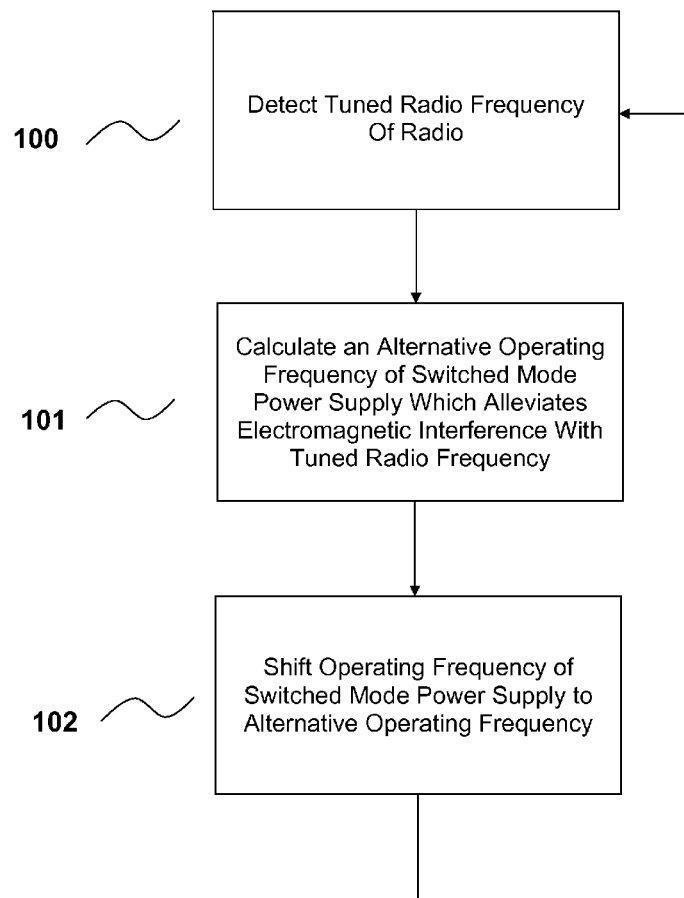 100
Detect Tuned Radio Frequency
Of Radio
101
Calculate an Alternative Operating
Frequency of Switched Mode
Power Supply Which Alleviates
Electromagnetic Interference With
Tuned Radio Frequency
102
Shift Operating Frequency of
Switched Mode Power Supply to
Alternative Operating Frequency